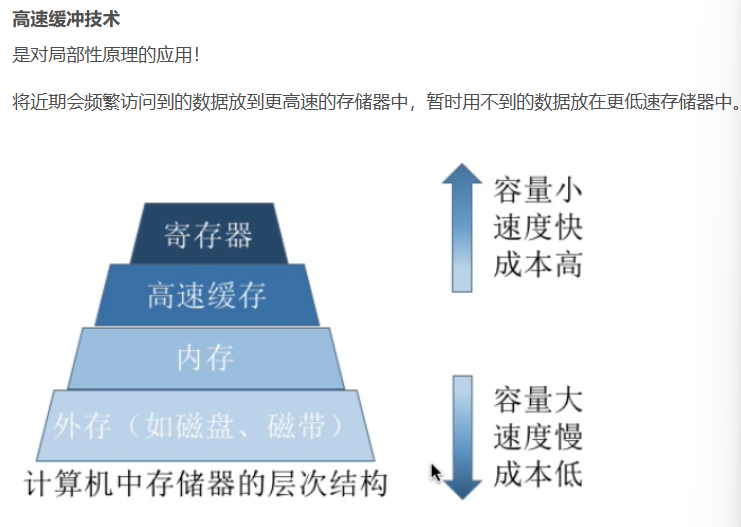 高速缓冲技术
是对局部性原理的应用！
将近期会频繁访问到的数据放到更高速的存储器中，暂时用不到的数据放在更低速存储器中。
寄存器
高速缓存
内存
外存（如磁盘、磁带）
计算机中存储器的层次结构
容量小
速度快
成本高
容量大
速度慢
成本低